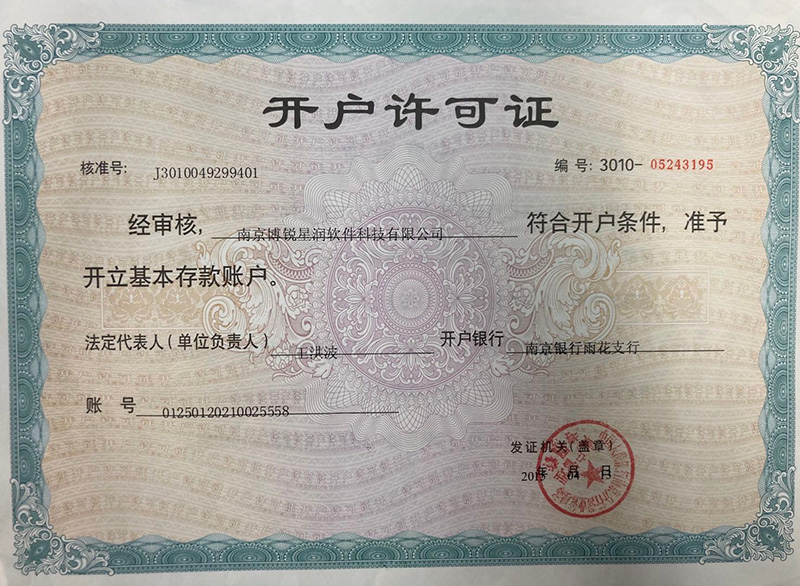 开户许可证
核准号: J3010049299401 编 号: 3010-05243195
经审核, 南京博锐星润软件科技有限公司 符合开户条件, 准予
开立基本存款账户。
法定代表人(单位负责人) 王洪波 开户银行 南京银行雨花支行
账 号 01250120210025558
发证机关(盖章)
年 月 日